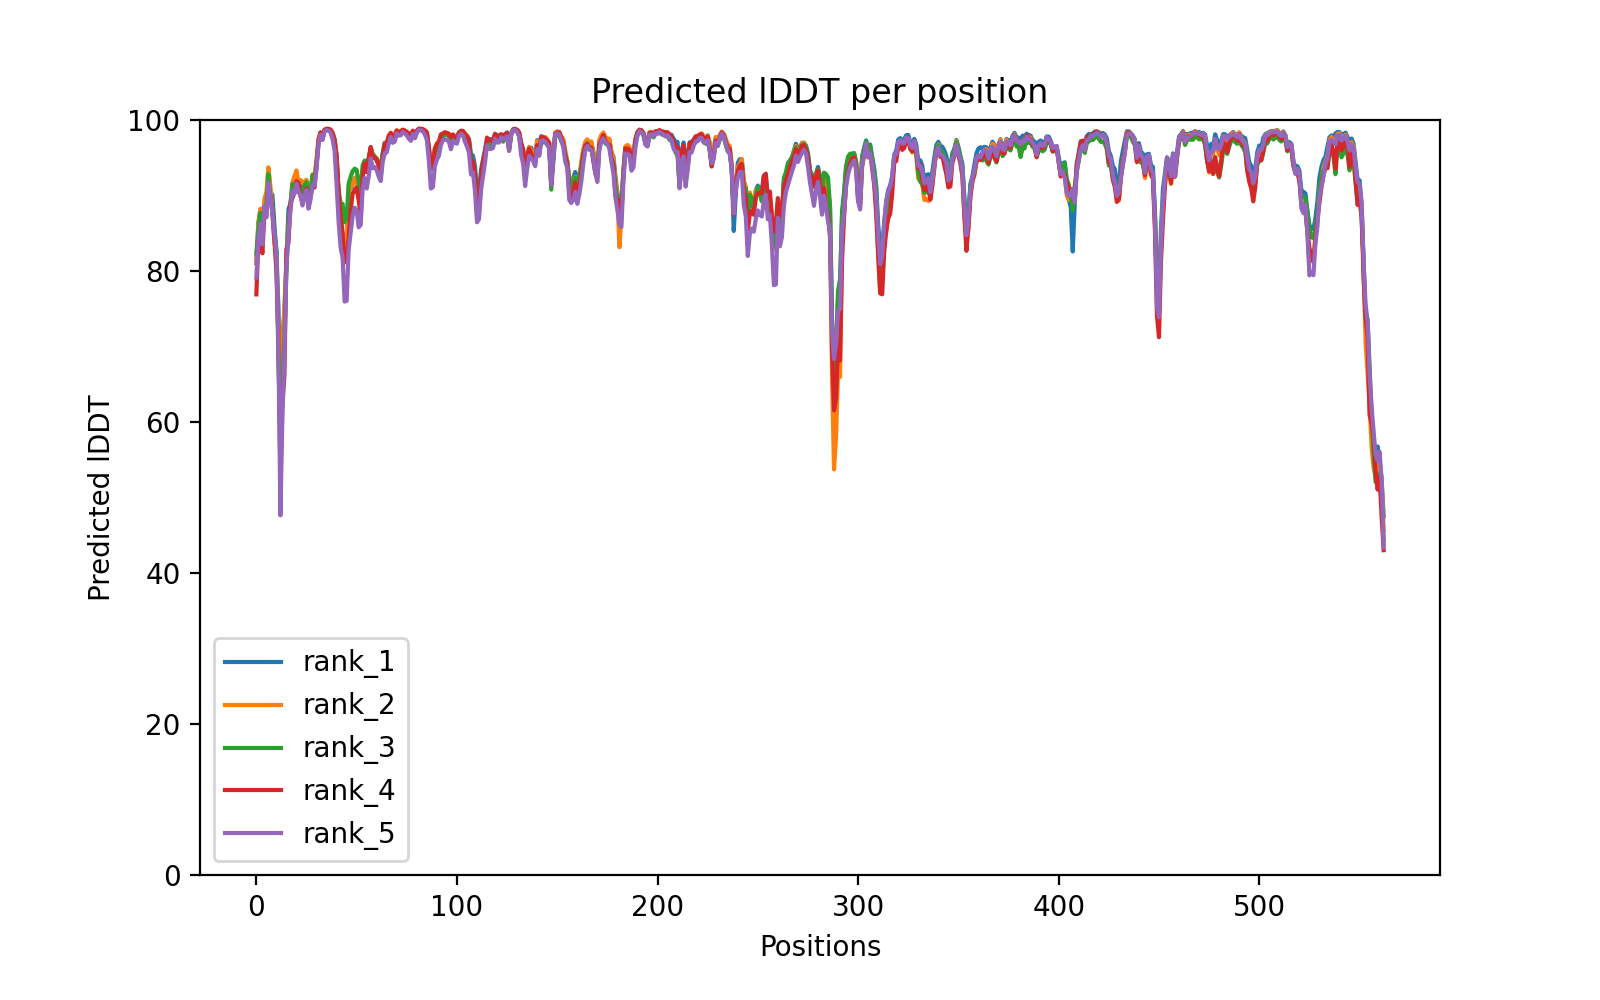 Predicted lDDT per position
100
80
60
40
20
0
Predicted lDDT
rank_1
rank_2
rank_3
rank_4
rank_5
0 100 200 300 400 500
Positions